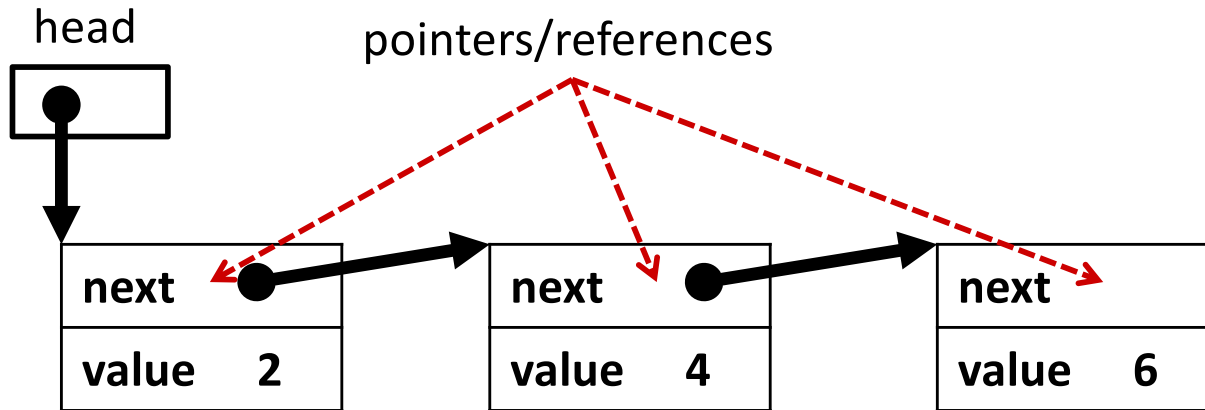 head
pointers/references
next next next
value 2 value 4 value 6